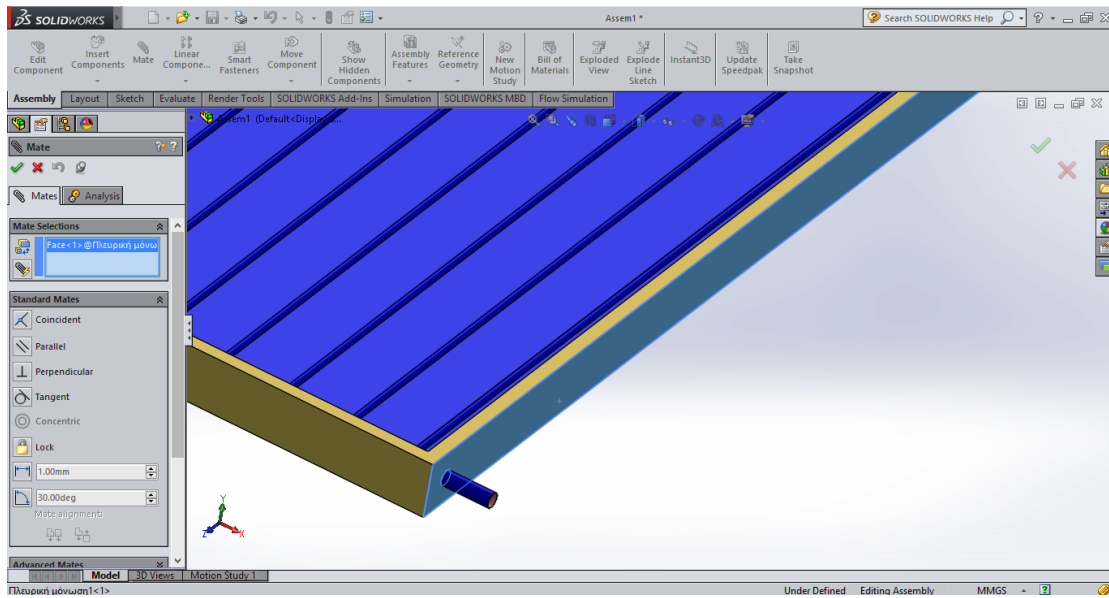 SOLIDWORKS
Assem1 *
Search SOLIDWORKS Help
Edit Component
Insert Components
Mate
Linear Compone...
Smart Fasteners
Move Component
Show Hidden Components
Assembly Features
Reference Geometry
New Motion Study
Bill of Materials
Exploded View
Explode Line Sketch
Instant3D
Update Speedpak
Take Snapshot
Assembly Layout Sketch Evaluate Render Tools SOLIDWORKS Add-Ins Simulation SOLIDWORKS MBD Flow Simulation
Assem1 (Default<Display
Mate
Mates Analysis
Mate Selections
Face<1>@Πλευρική μόνω
Standard Mates
Coincident
Parallel
Perpendicular
Tangent
Concentric
Lock
1.00mm
30.00deg
Mate alignment:
Advanced Mates
Y
Z
X
Model 3D Views Motion Study 1
Πλευρική μόνωση1<1>
Under Defined Editing Assembly MMGS